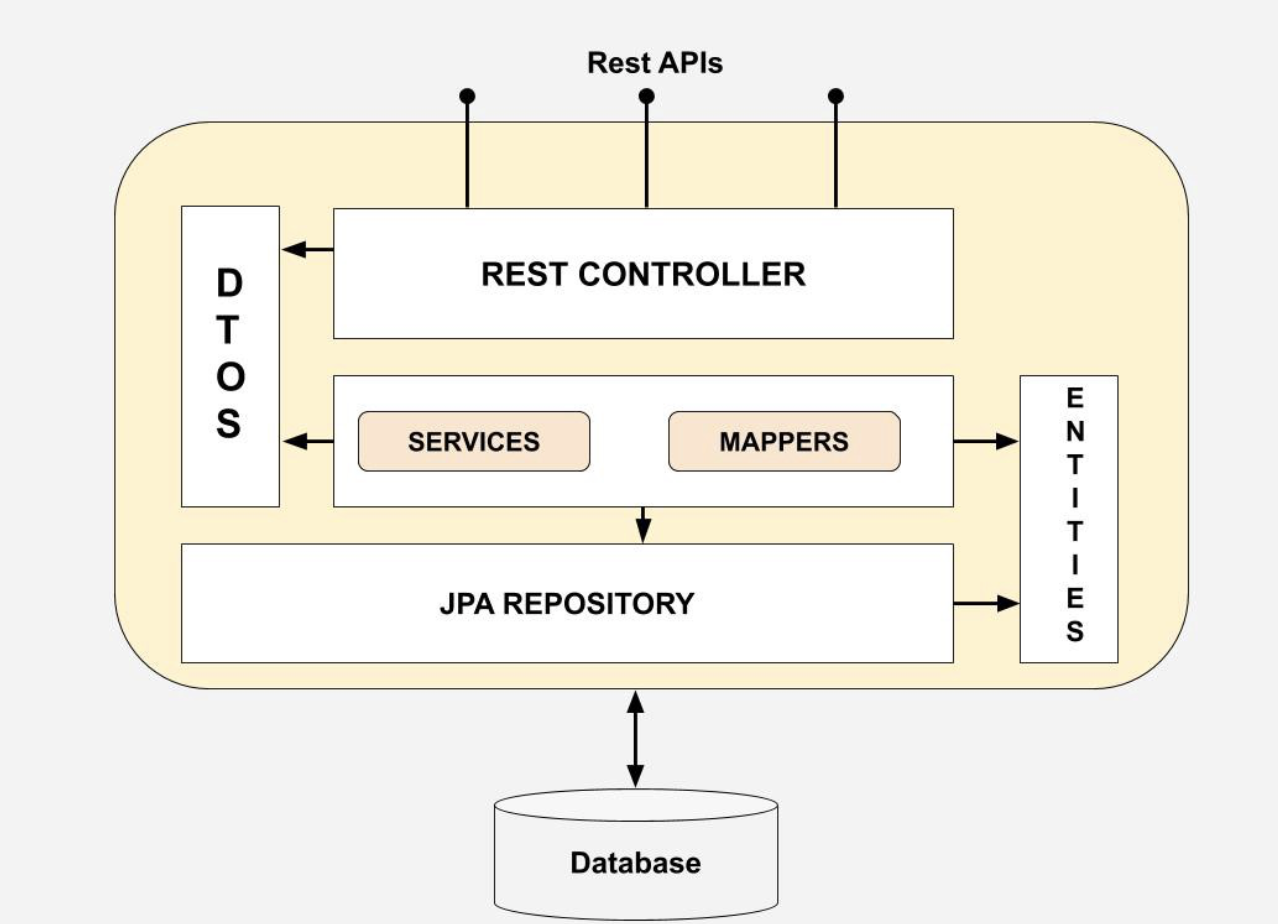 Rest APIs
REST CONTROLLER
D
T
O
S
SERVICES
MAPPERS
E
N
T
I
T
I
E
S
JPA REPOSITORY
Database